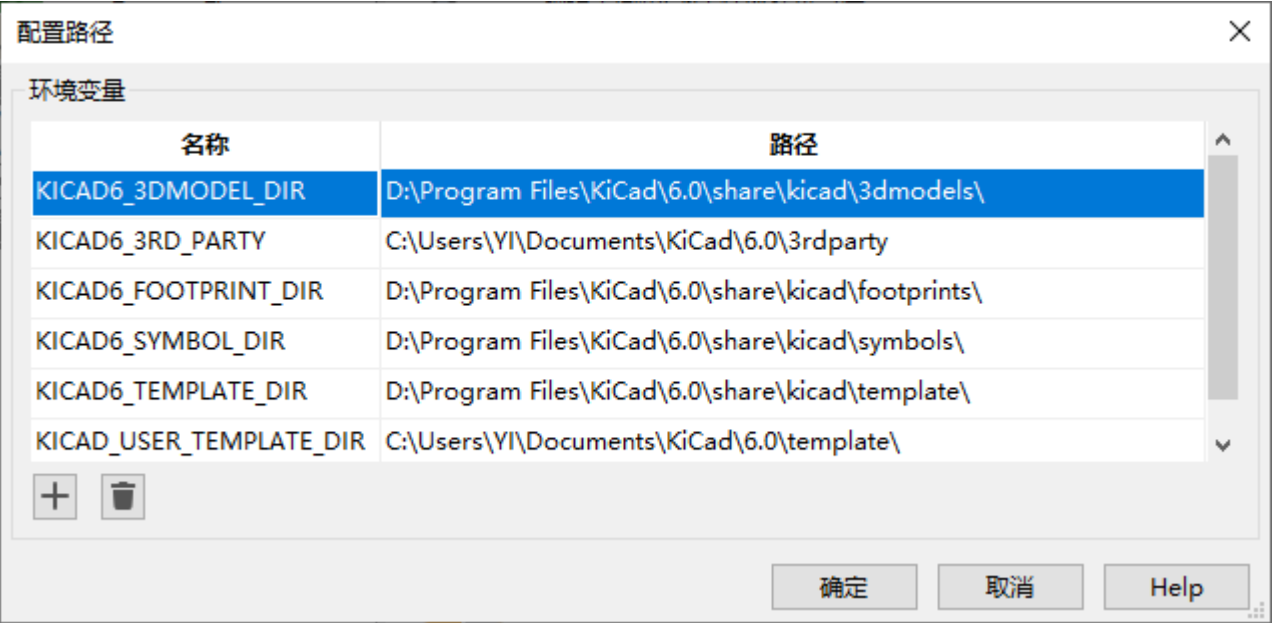 配置路径
环境变量
名称 路径
KICAD6_3DMODEL_DIR D:\Program Files\KiCad\6.0\share\kicad\3dmodels\
KICAD6_3RD_PARTY C:\Users\YI\Documents\KiCad\6.0\3rdparty
KICAD6_FOOTPRINT_DIR D:\Program Files\KiCad\6.0\share\kicad\footprints\
KICAD6_SYMBOL_DIR D:\Program Files\KiCad\6.0\share\kicad\symbols\
KICAD6_TEMPLATE_DIR D:\Program Files\KiCad\6.0\share\kicad\template\
KICAD_USER_TEMPLATE_DIR C:\Users\YI\Documents\KiCad\6.0\template\
确定 取消 Help